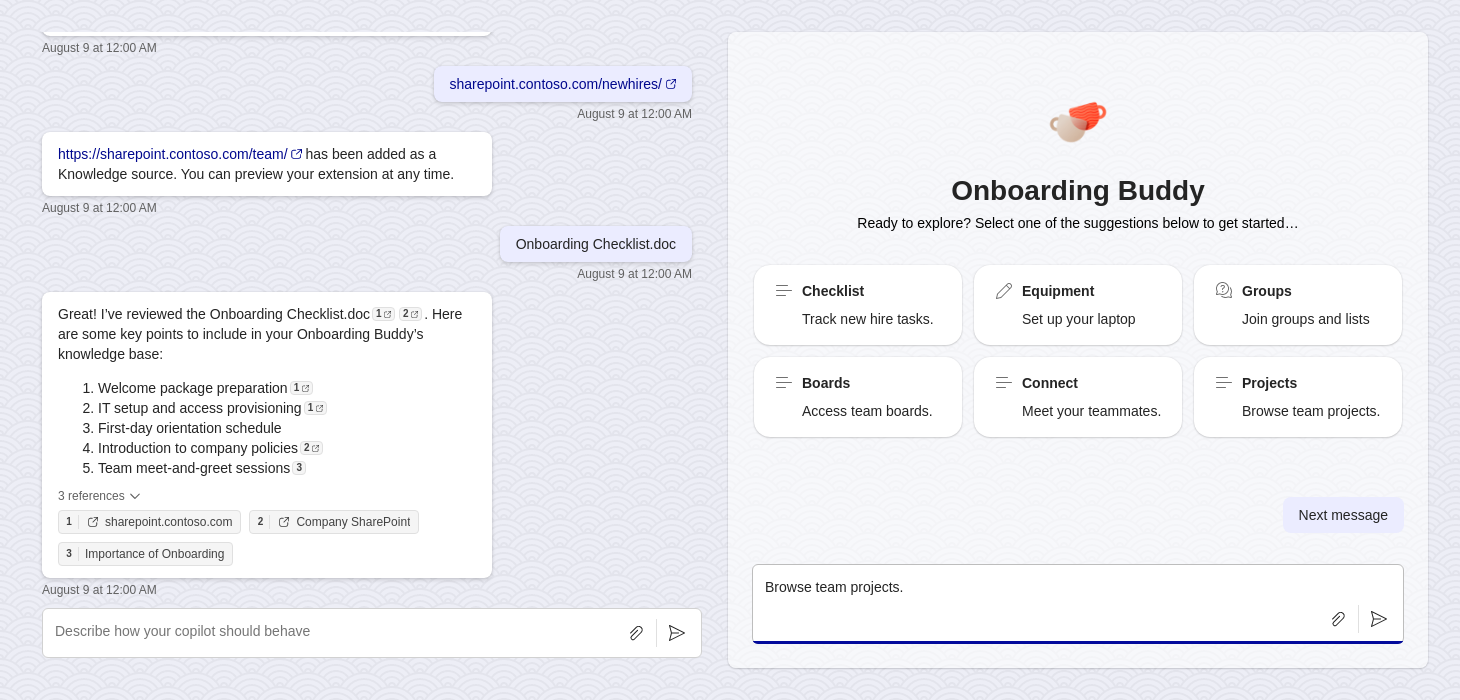 August 9 at 12:00 AM
sharepoint.contoso.com/newhires/
August 9 at 12:00 AM
https://sharepoint.contoso.com/team/ has been added as a
Knowledge source. You can preview your extension at any time.
August 9 at 12:00 AM
Onboarding Checklist.doc
August 9 at 12:00 AM
Great! I’ve reviewed the Onboarding Checklist.doc 1 2 . Here
are some key points to include in your Onboarding Buddy’s
knowledge base:
1. Welcome package preparation 1
2. IT setup and access provisioning 1
3. First-day orientation schedule
4. Introduction to company policies 2
5. Team meet-and-greet sessions 3
3 references
1 sharepoint.contoso.com 2 Company SharePoint
3 Importance of Onboarding
August 9 at 12:00 AM
Describe how your copilot should behave
Onboarding Buddy
Ready to explore? Select one of the suggestions below to get started…
Checklist
Track new hire tasks.
Equipment
Set up your laptop
Groups
Join groups and lists
Boards
Access team boards.
Connect
Meet your teammates.
Projects
Browse team projects.
Next message
Browse team projects.